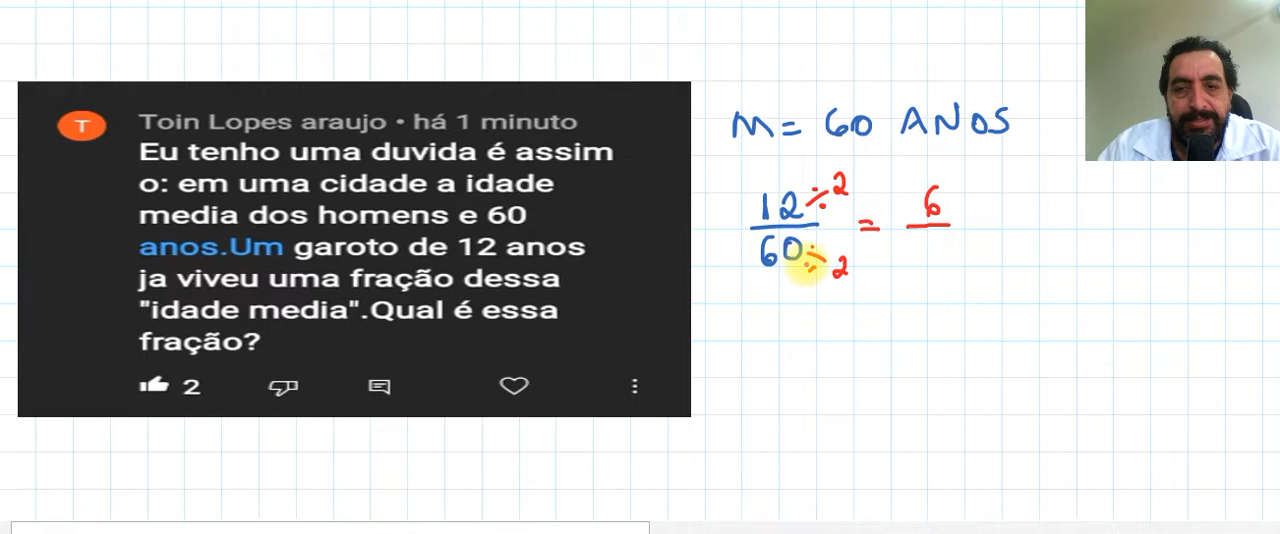 T
Toin Lopes araujo • há 1 minuto
Eu tenho uma duvida é assim
o: em uma cidade a idade
media dos homens e 60
anos.Um garoto de 12 anos
ja viveu uma fração dessa
"idade media".Qual é essa
fração?
2
M= 60 ANOS
12 ÷2 = 6
60 ÷2